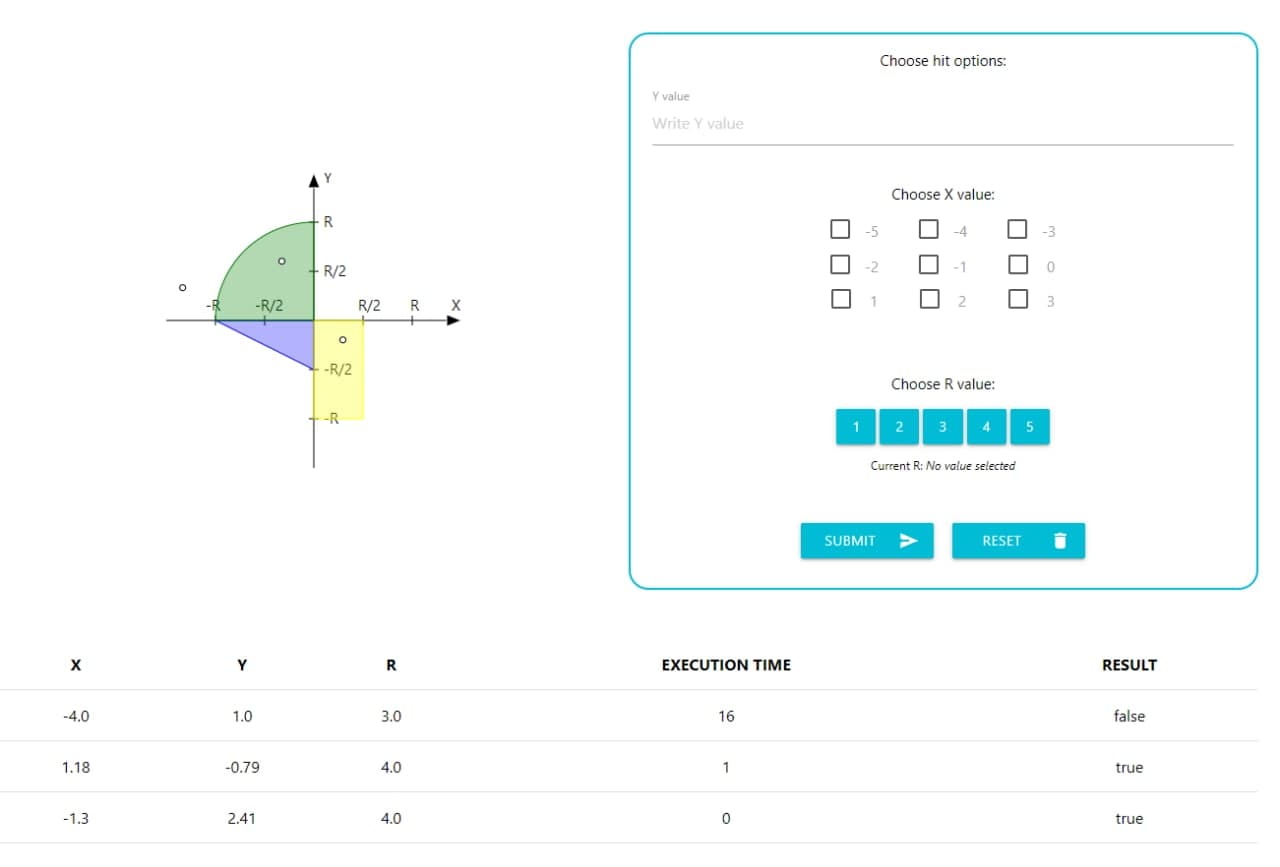 Choose hit options:
Y value
Write Y value
Y
R
R/2
-R -R/2 R/2 R X
-R/2
-R
Choose X value:
-5 -4 -3
-2 -1 0
1 2 3
Choose R value:
1 2 3 4 5
Current R: No value selected
SUBMIT RESET
X Y R EXECUTION TIME RESULT
-4.0 1.0 3.0 16 false
1.18 -0.79 4.0 1 true
-1.3 2.41 4.0 0 true